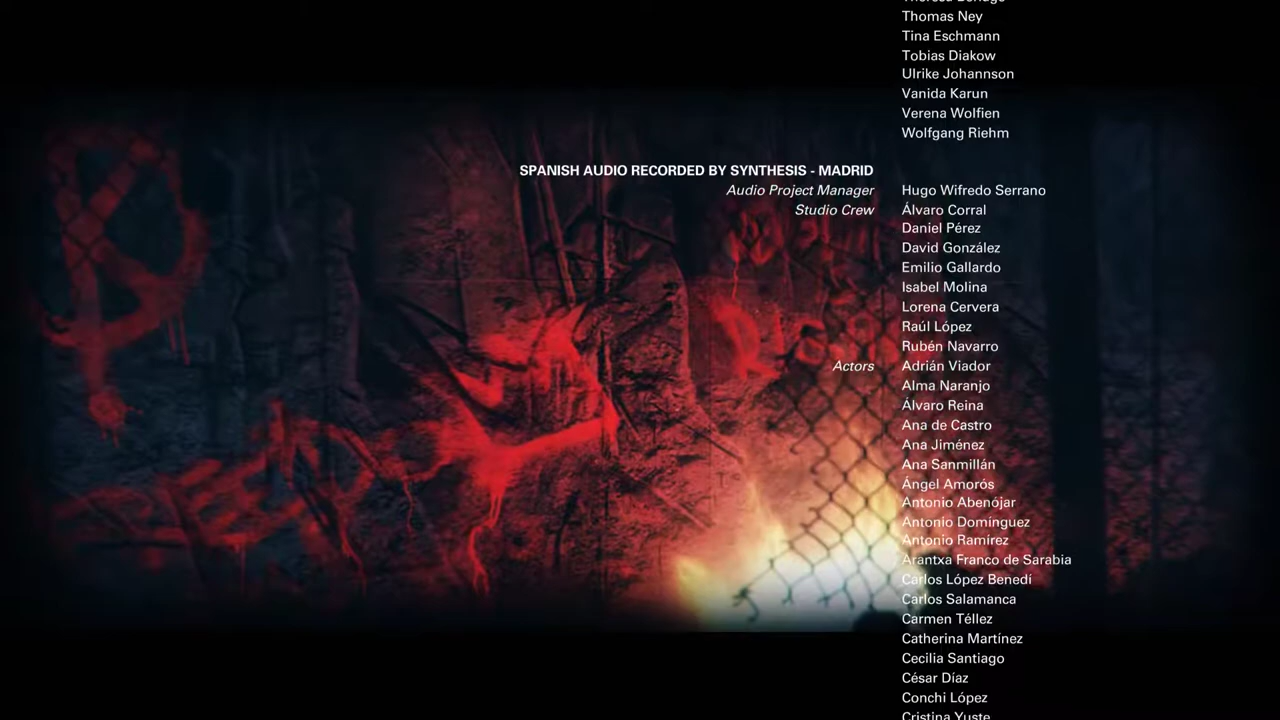 Thomas Ney
Tina Eschmann
Tobias Diakow
Ulrike Johannson
Vanida Karun
Verena Wolfien
Wolfgang Riehm
SPANISH AUDIO RECORDED BY SYNTHESIS - MADRID
Audio Project Manager Hugo Wifredo Serrano
Studio Crew Álvaro Corral
Daniel Pérez
David González
Emilio Gallardo
Isabel Molina
Lorena Cervera
Raúl López
Rubén Navarro
Actors Adrián Viador
Alma Naranjo
Álvaro Reina
Ana de Castro
Ana Jiménez
Ana Sanmillán
Ángel Amorós
Antonio Abenójar
Antonio Domínguez
Antonio Ramírez
Arantxa Franco de Sarabia
Carlos López Benedí
Carlos Salamanca
Carmen Téllez
Catherina Martínez
Cecilia Santiago
César Díaz
Conchi López
Cristina Yuste